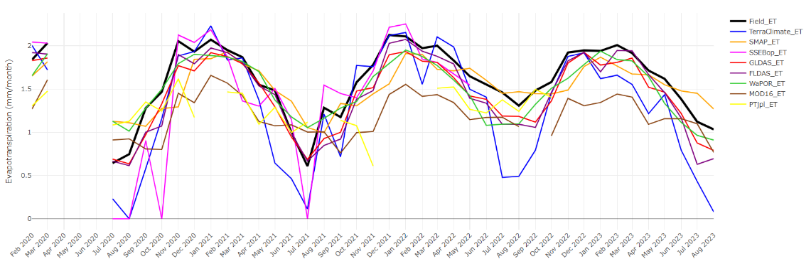 Evapotranspiration (mm/month)
2
1.5
1
0.5
0
Feb 2020
Mar 2020
Apr 2020
May 2020
Jun 2020
Jul 2020
Aug 2020
Sep 2020
Oct 2020
Nov 2020
Dec 2020
Jan 2021
Feb 2021
Mar 2021
Apr 2021
May 2021
Jun 2021
Jul 2021
Aug 2021
Sep 2021
Oct 2021
Nov 2021
Dec 2021
Jan 2022
Feb 2022
Mar 2022
Apr 2022
May 2022
Jun 2022
Jul 2022
Aug 2022
Sep 2022
Oct 2022
Nov 2022
Dec 2022
Jan 2023
Feb 2023
Mar 2023
Apr 2023
May 2023
Jun 2023
Jul 2023
Aug 2023
Field_ET
TerraClimate_ET
SMAP_ET
SSEBop_ET
GLDAS_ET
FLDAS_ET
WaPOR_ET
MOD16_ET
PTJpl_ET